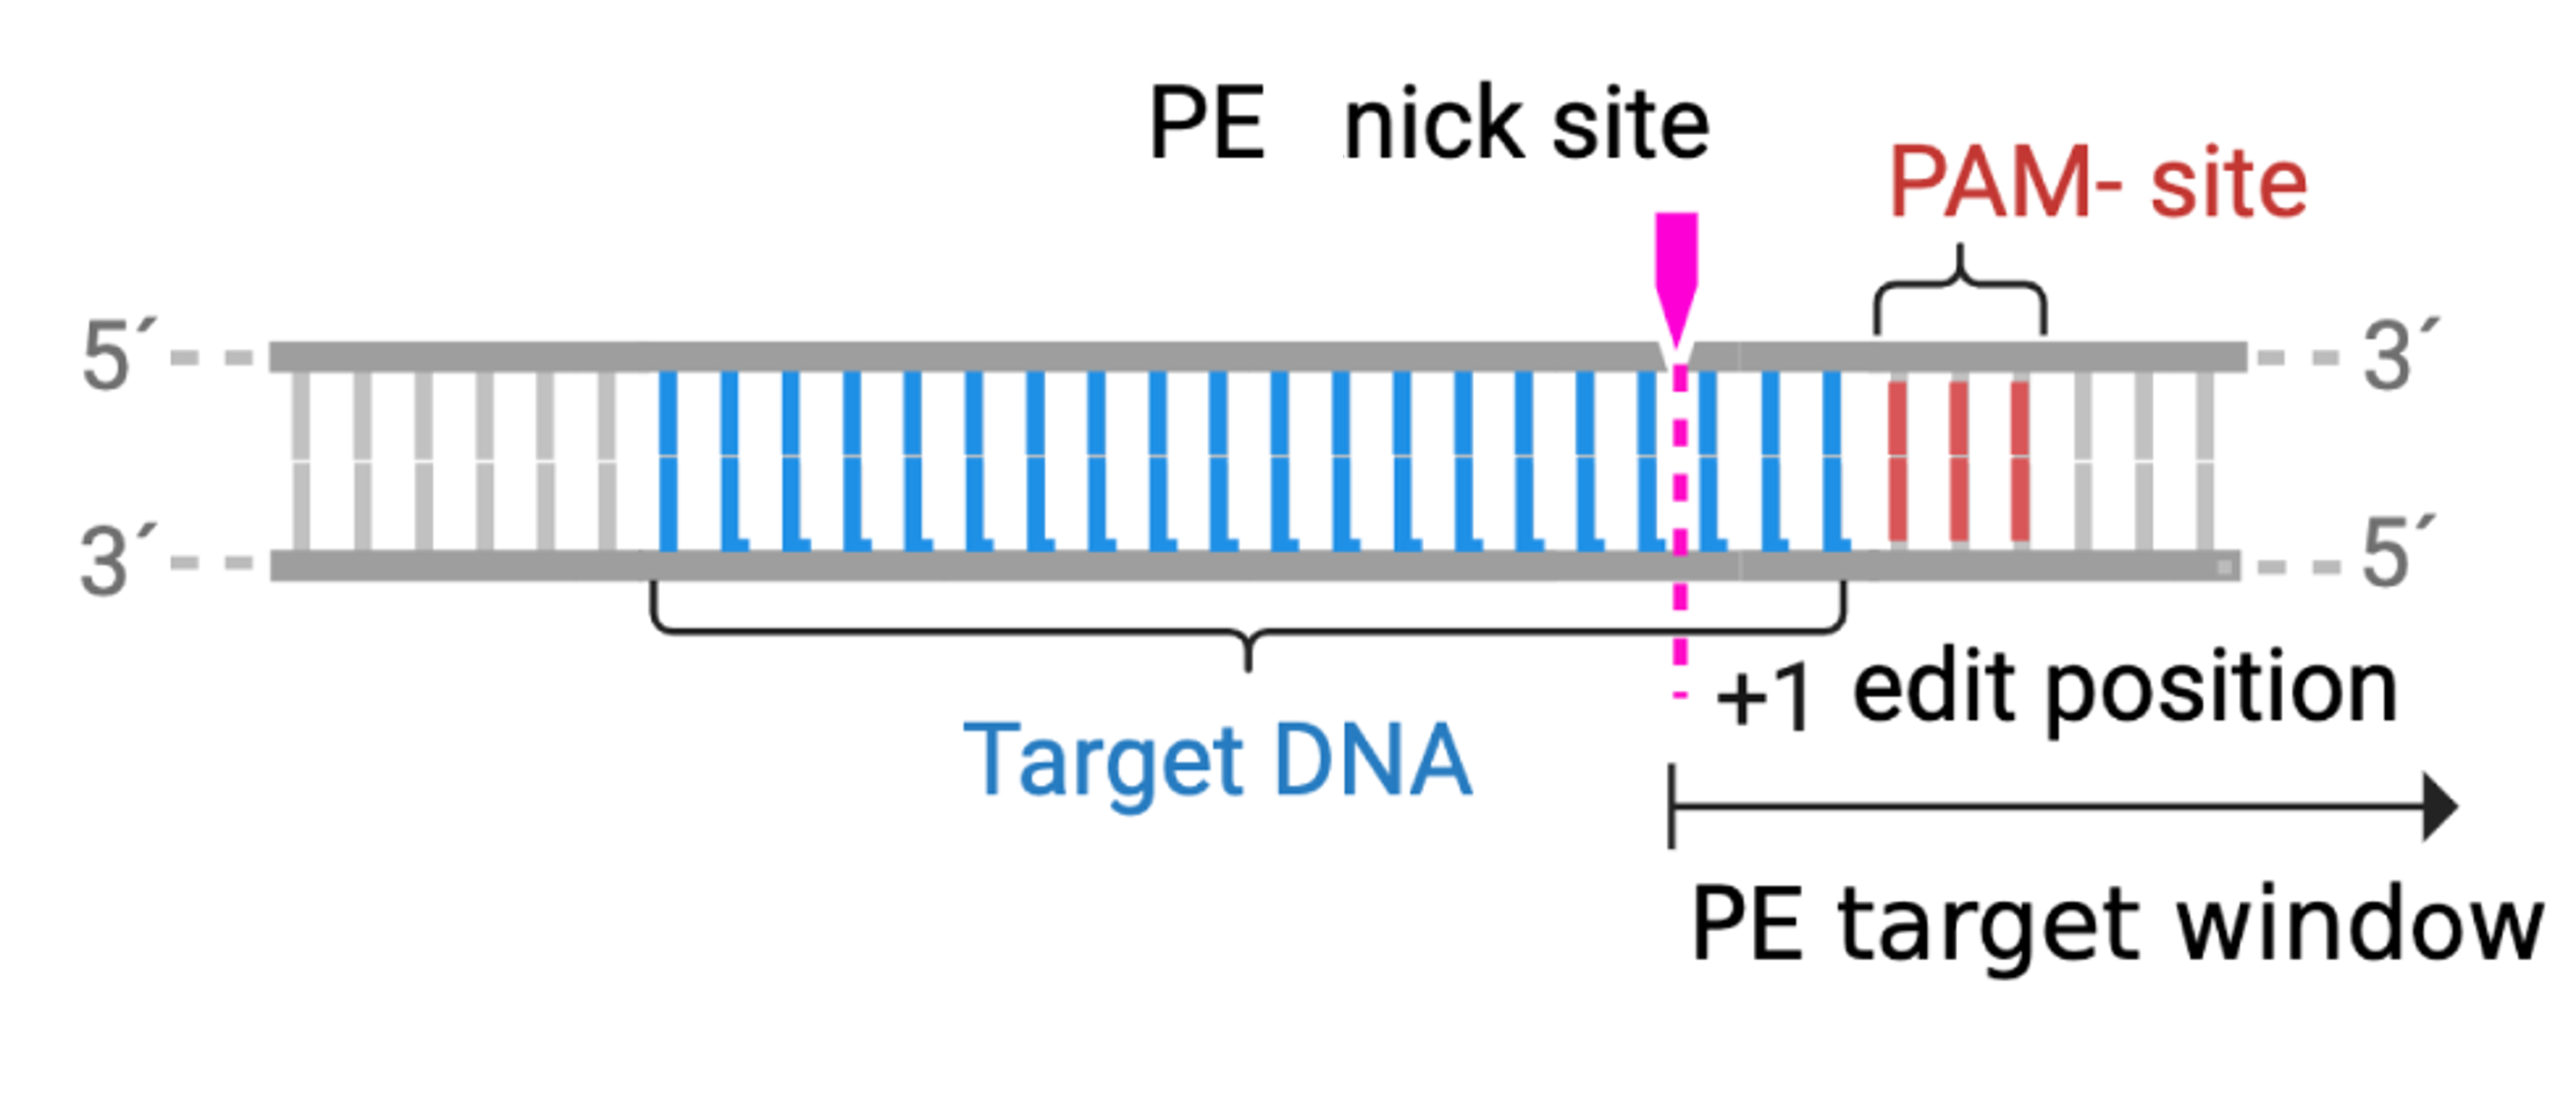 PE nick site
PAM- site
5´ 3´
3´ 5´
+1 edit position
Target DNA
PE target window